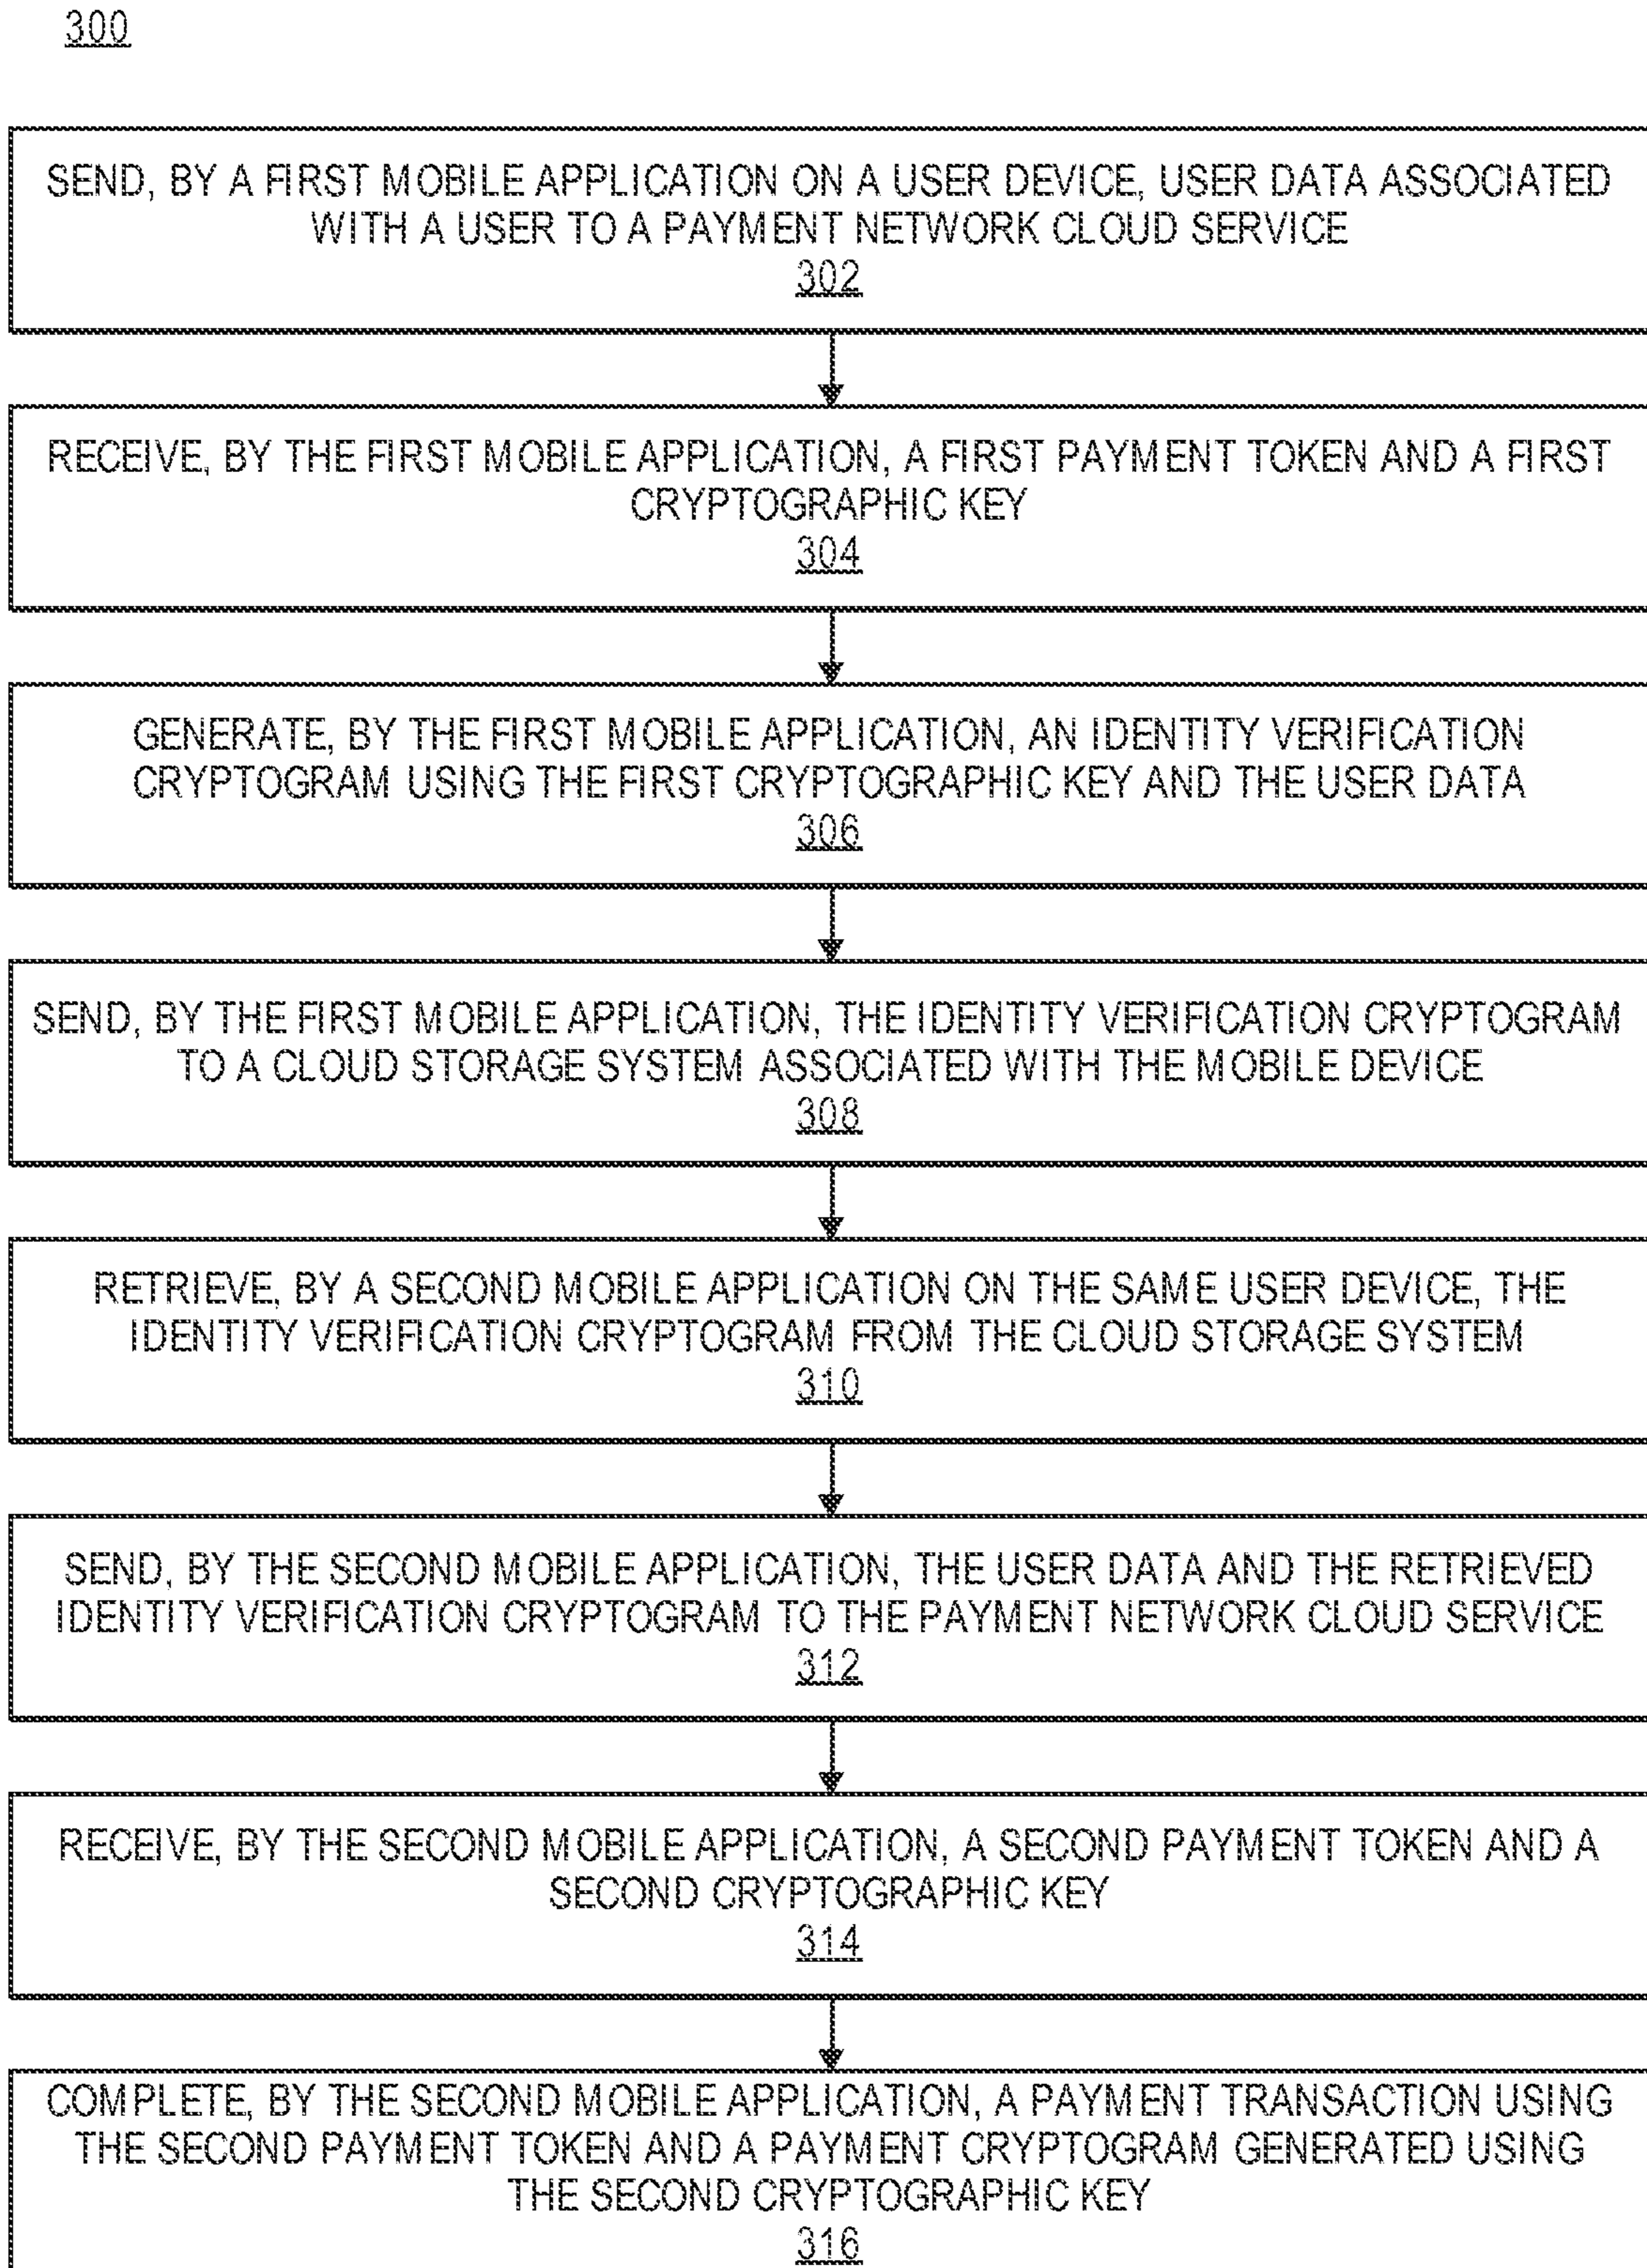 300
SEND, BY A FIRST MOBILE APPLICATION ON A USER DEVICE, USER DATA ASSOCIATED
WITH A USER TO A PAYMENT NETWORK CLOUD SERVICE
302
RECEIVE, BY THE FIRST MOBILE APPLICATION, A FIRST PAYMENT TOKEN AND A FIRST
CRYPTOGRAPHIC KEY
304
GENERATE, BY THE FIRST MOBILE APPLICATION, AN IDENTITY VERIFICATION
CRYPTOGRAM USING THE FIRST CRYPTOGRAPHIC KEY AND THE USER DATA
306
SEND, BY THE FIRST MOBILE APPLICATION, THE IDENTITY VERIFICATION CRYPTOGRAM
TO A CLOUD STORAGE SYSTEM ASSOCIATED WITH THE MOBILE DEVICE
308
RETRIEVE, BY A SECOND MOBILE APPLICATION ON THE SAME USER DEVICE, THE
IDENTITY VERIFICATION CRYPTOGRAM FROM THE CLOUD STORAGE SYSTEM
310
SEND, BY THE SECOND MOBILE APPLICATION, THE USER DATA AND THE RETRIEVED
IDENTITY VERIFICATION CRYPTOGRAM TO THE PAYMENT NETWORK CLOUD SERVICE
312
RECEIVE, BY THE SECOND MOBILE APPLICATION, A SECOND PAYMENT TOKEN AND A
SECOND CRYPTOGRAPHIC KEY
314
COMPLETE, BY THE SECOND MOBILE APPLICATION, A PAYMENT TRANSACTION USING
THE SECOND PAYMENT TOKEN AND A PAYMENT CRYPTOGRAM GENERATED USING
THE SECOND CRYPTOGRAPHIC KEY
316